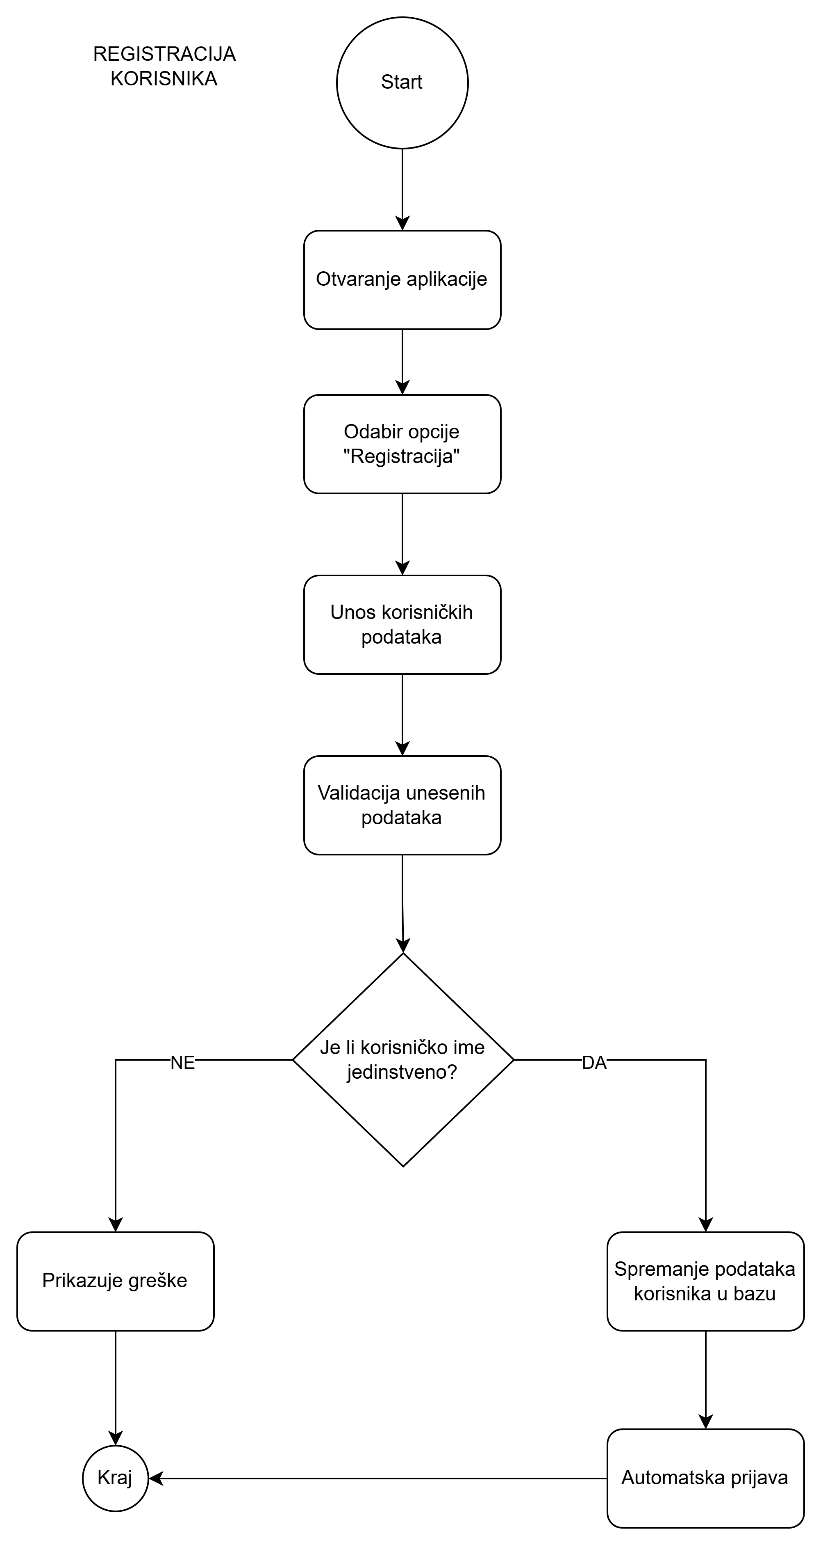 REGISTRACIJA
KORISNIKA
Start
Otvaranje aplikacije
Odabir opcije
"Registracija"
Unos korisničkih
podataka
Validacija unesenih
podataka
Je li korisničko ime
jedinstveno?
NE
DA
Prikazuje greške
Spremanje podataka
korisnika u bazu
Kraj
Automatska prijava